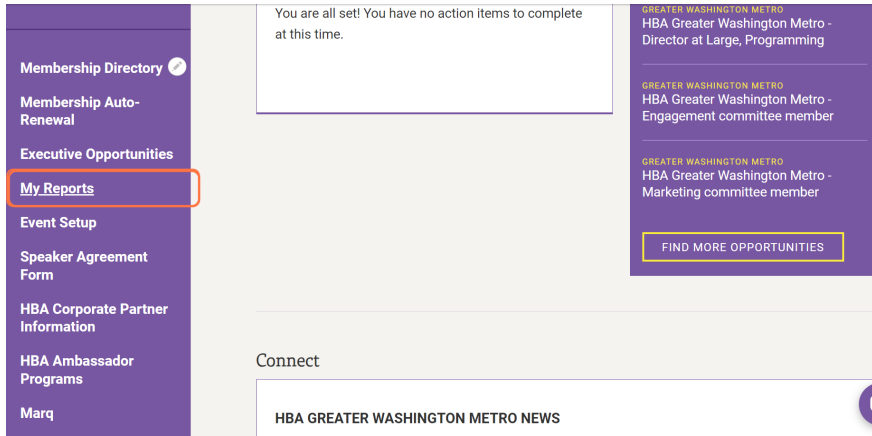 Membership Directory
Membership Auto-
Renewal
Executive Opportunities
My Reports
Event Setup
Speaker Agreement
Form
HBA Corporate Partner
Information
HBA Ambassador
Programs
Marq
You are all set! You have no action items to complete
at this time.
GREATER WASHINGTON METRO
HBA Greater Washington Metro -
Director at Large, Programming
GREATER WASHINGTON METRO
HBA Greater Washington Metro -
Engagement committee member
GREATER WASHINGTON METRO
HBA Greater Washington Metro -
Marketing committee member
FIND MORE OPPORTUNITIES
Connect
HBA GREATER WASHINGTON METRO NEWS